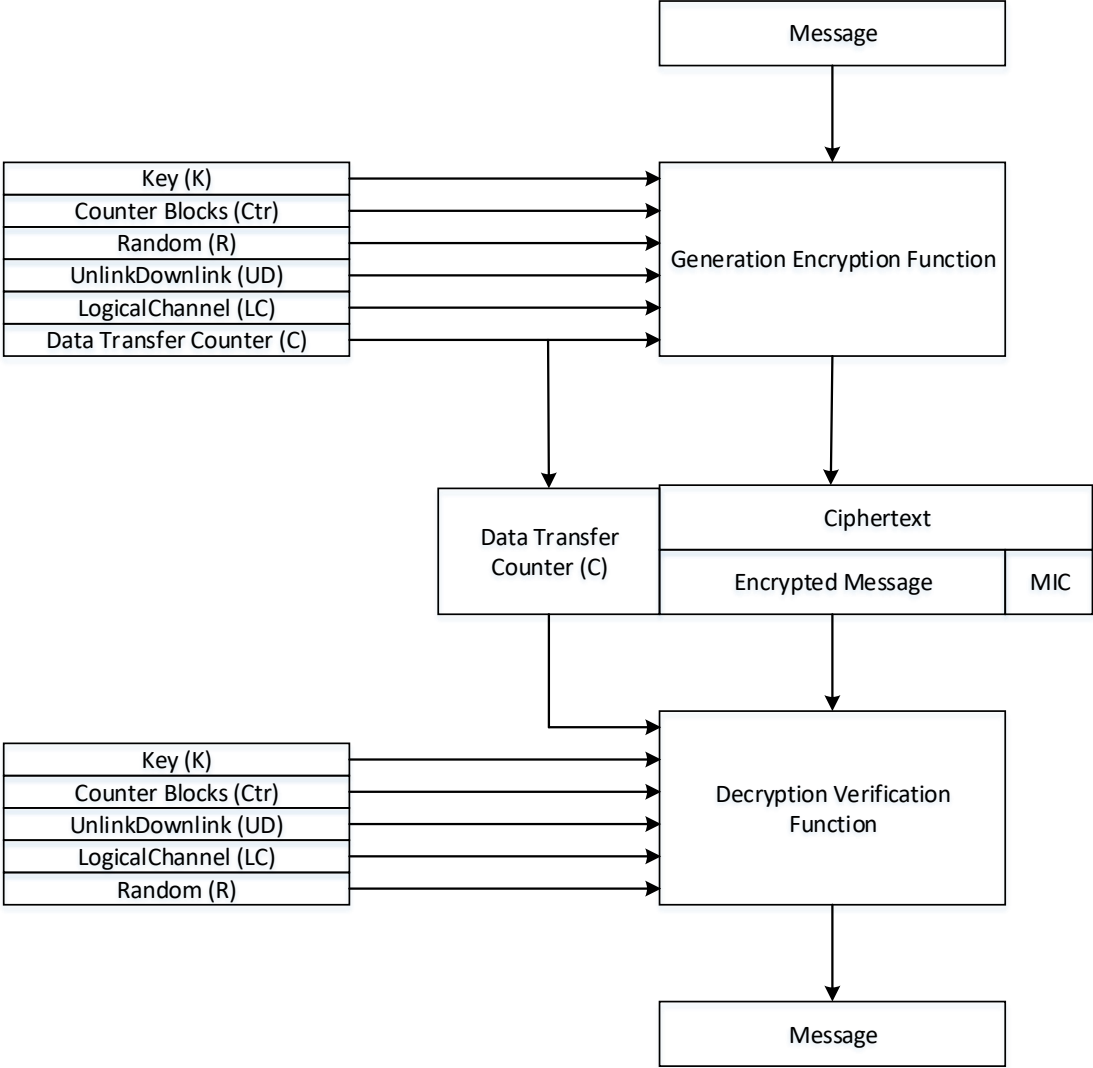 Message
Key (K)
Counter Blocks (Ctr)
Random (R)
UnlinkDownlink (UD)
LogicalChannel (LC)
Data Transfer Counter (C)
Generation Encryption Function
Data Transfer
Counter (C)
Ciphertext
Encrypted Message
MIC
Key (K)
Counter Blocks (Ctr)
UnlinkDownlink (UD)
LogicalChannel (LC)
Random (R)
Decryption Verification
Function
Message